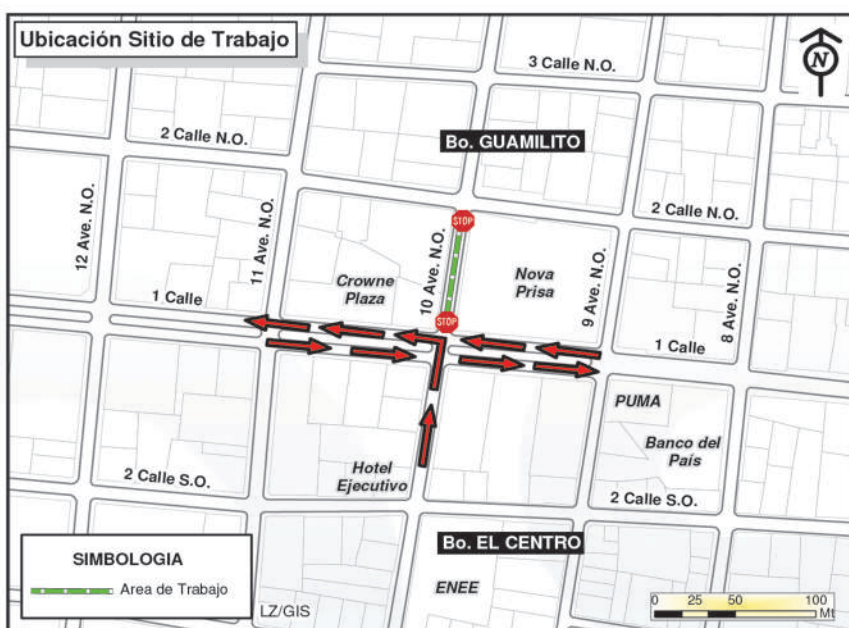 Ubicación Sitio de Trabajo
N
3 Calle N.O.
2 Calle N.O.
Bo. GUAMILITO
2 Calle N.O.
12 Ave. N.O.
11 Ave. N.O.
10 Ave. N.O.
9 Ave. N.O.
8 Ave. N.O.
STOP
Crowne
Plaza
Nova
Prisa
1 Calle
STOP
1 Calle
PUMA
Banco del
País
Hotel
Ejecutivo
2 Calle S.O.
2 Calle S.O.
Bo. EL CENTRO
SIMBOLOGIA
Area de Trabajo
LZ/GIS
ENEE
0 25 50 100
Mt